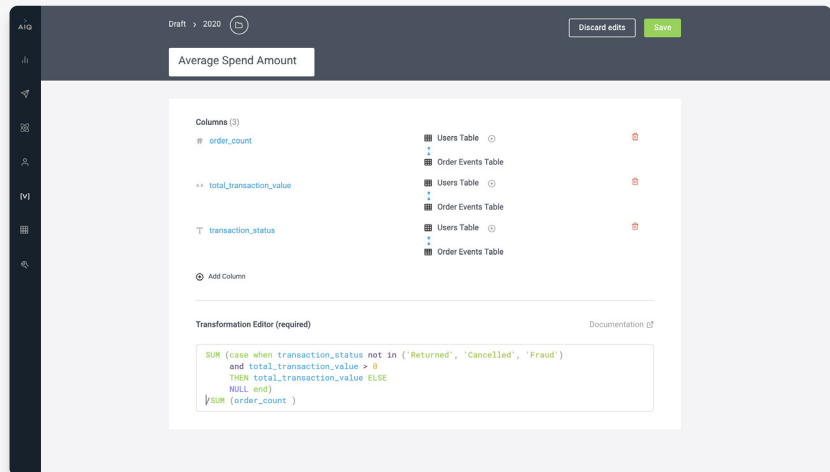 AIQ
Draft > 2020
Discard edits
Save
Average Spend Amount
[V]
Columns (3)
# order_count
Users Table
Order Events Table
total_transaction_value
Users Table
Order Events Table
T transaction_status
Users Table
Order Events Table
Add Column
Transformation Editor (required)
Documentation
SUM (case when transaction_status not in ('Returned', 'Cancelled', 'Fraud')
and total_transaction_value > 0
THEN total_transaction_value ELSE
NULL end)
/SUM (order_count )